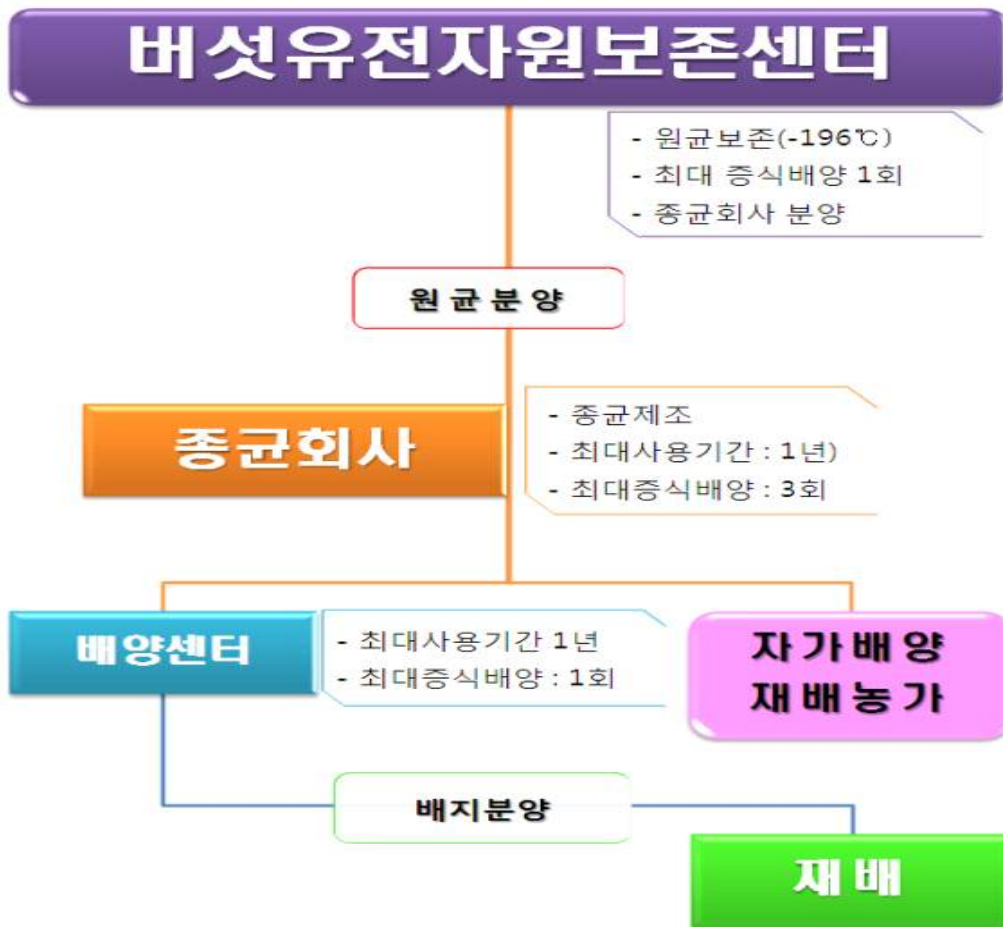 버섯유전자원보존센터
- 원균보존(-196℃)
- 최대 증식배양 1회
- 종균회사 분양
원균분양
종균회사
- 종균제조
- 최대사용기간 : 1년)
- 최대증식배양 : 3회
배양센터
- 최대사용기간 1년
- 최대증식배양 : 1회
자가배양
재배농가
배지분양
재배